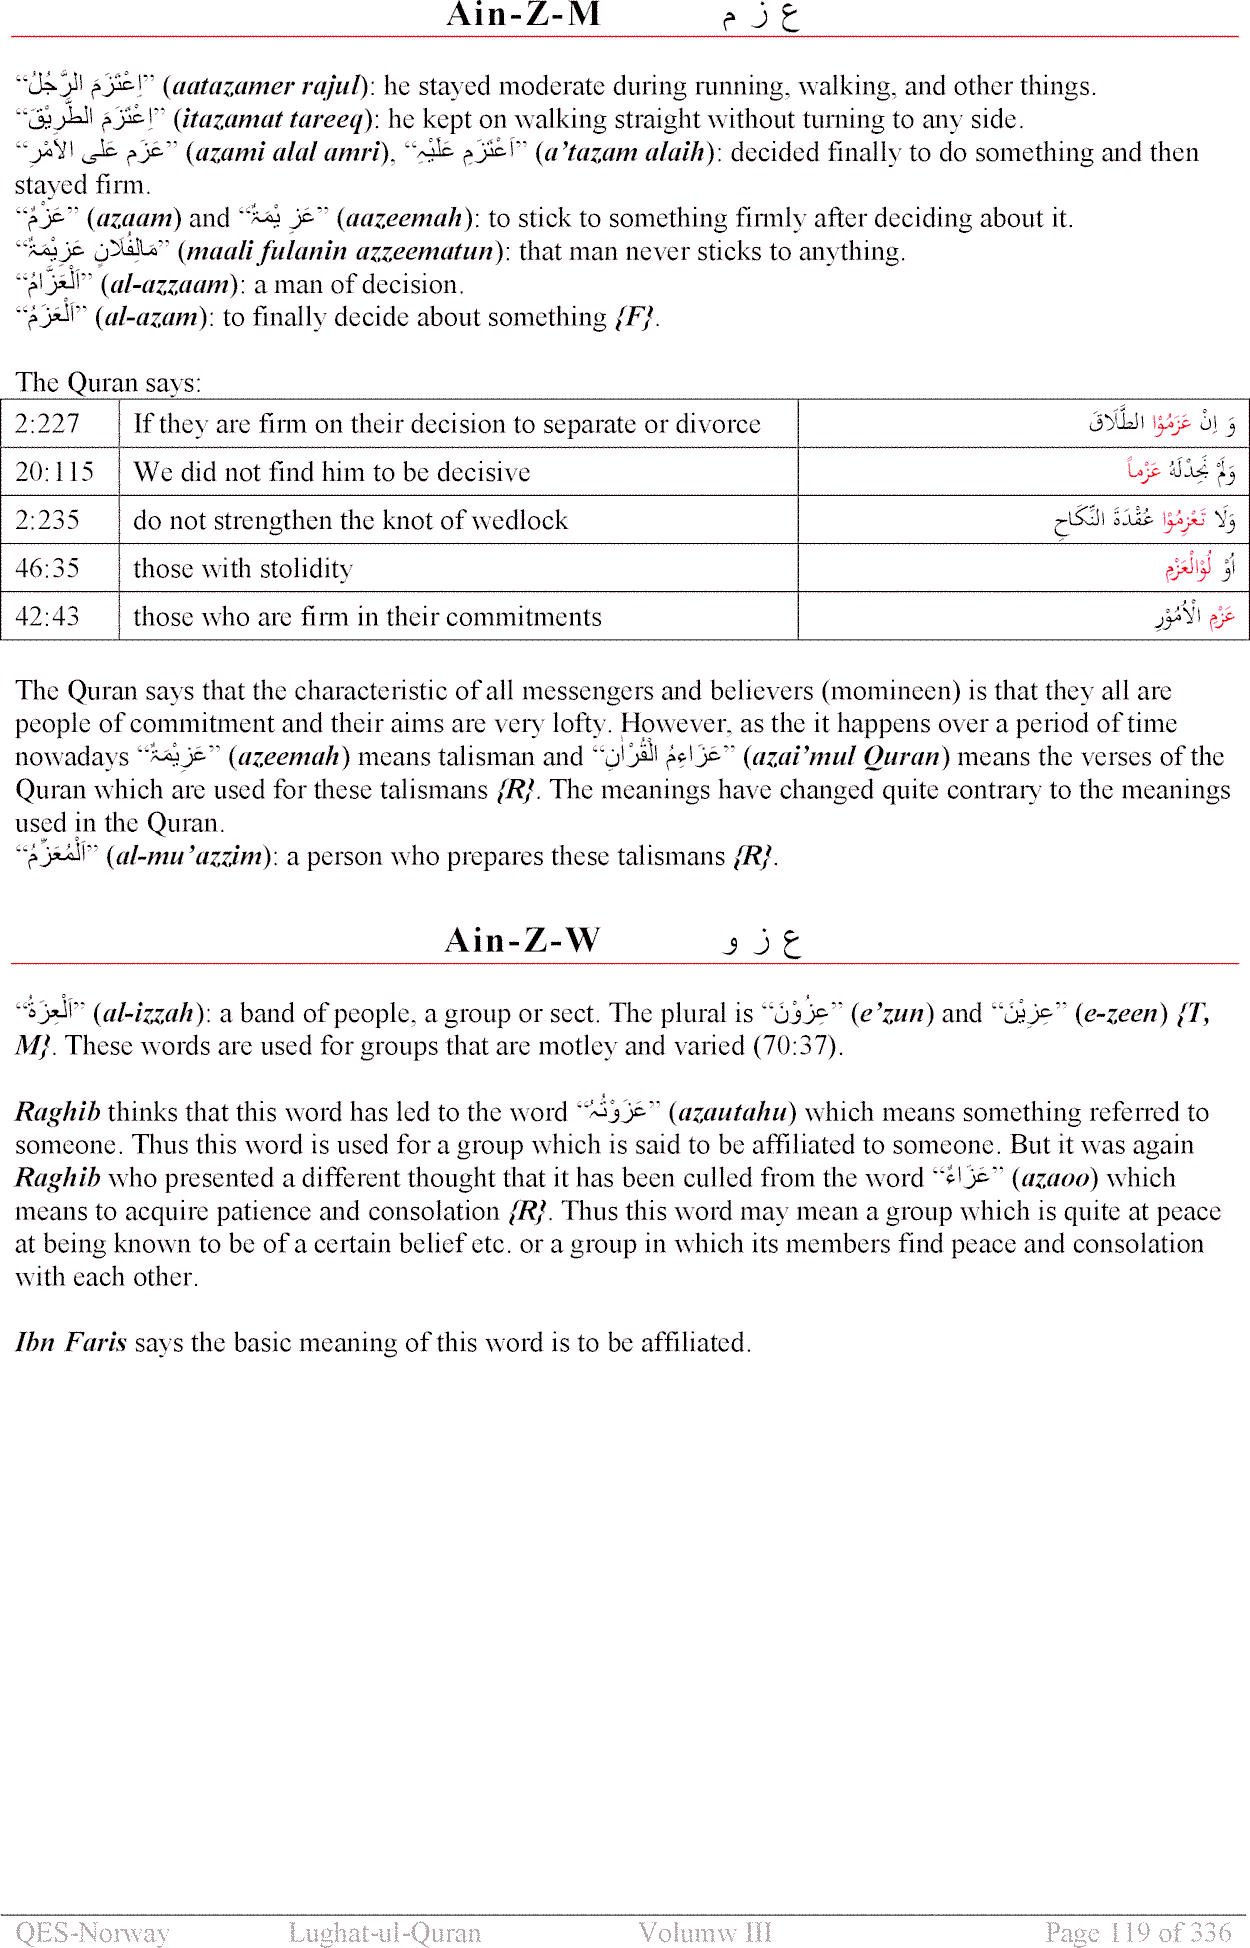 Ain-Z-M ع ز م
“اِعْتَزَمَ الرَّجُلُ” (aatazamer rajul): he stayed moderate during running, walking, and other things.
“اِعْتَزَمَ الطَّرِيْقَ” (itazamat tareeq): he kept on walking straight without turning to any side.
“عَزَم عَلَى الأمْرِ” (azami alal amri), “اَعْتَزَمِ عَلَيْہِ” (a’tazam alaih): decided finally to do something and then
stayed firm.
“عَزْمٌ” (azaam) and “عَزِ يْمَۃٌ” (aazeemah): to stick to something firmly after deciding about it.
“مَالِفُلَانٍ عَزِيْمَۃٌ” (maali fulanin azzeematun): that man never sticks to anything.
“اَلْعَزَّامُ” (al-azzaam): a man of decision.
“اَلْعَزَمُ” (al-azam): to finally decide about something {F}.
The Quran says:
2:227 If they are firm on their decision to separate or divorce وَ اِنْ عَزَمُوْا الطَّلَاقَ
20:115 We did not find him to be decisive وَلَمْ نَجِدْلَهُ عَزْماً
2:235 do not strengthen the knot of wedlock وَلَا تَعْزِمُوْا عُقْدَةَ النِّكَاحِ
46:35 those with stolidity اُوْ لُوْالْعَزْمِ
42:43 those who are firm in their commitments عَزْمِ الْاُمُوْرِ
The Quran says that the characteristic of all messengers and believers (momineen) is that they all are
people of commitment and their aims are very lofty. However, as the it happens over a period of time
nowadays “عَزِيْمَۃٌ” (azeemah) means talisman and “عَزَاءِمُ الْقُرْاٰنِ” (azai’mul Quran) means the verses of the
Quran which are used for these talismans {R}. The meanings have changed quite contrary to the meanings
used in the Quran.
“اَلْمُعَزِّمُ” (al-mu’azzim): a person who prepares these talismans {R}.
Ain-Z-W ع ز و
“اَلْعِزَۃُ” (al-izzah): a band of people, a group or sect. The plural is “عِزُوْنَ” (e’zun) and “عِزِيْنَ” (e-zeen) {T,
M}. These words are used for groups that are motley and varied (70:37).
Raghib thinks that this word has led to the word “عَزَوْتُہُ” (azautahu) which means something referred to
someone. Thus this word is used for a group which is said to be affiliated to someone. But it was again
Raghib who presented a different thought that it has been culled from the word “عَزَاءٌ” (azaoo) which
means to acquire patience and consolation {R}. Thus this word may mean a group which is quite at peace
at being known to be of a certain belief etc. or a group in which its members find peace and consolation
with each other.
Ibn Faris says the basic meaning of this word is to be affiliated.
QES-Norway Lughat-ul-Quran Volumw III Page 119 of 336